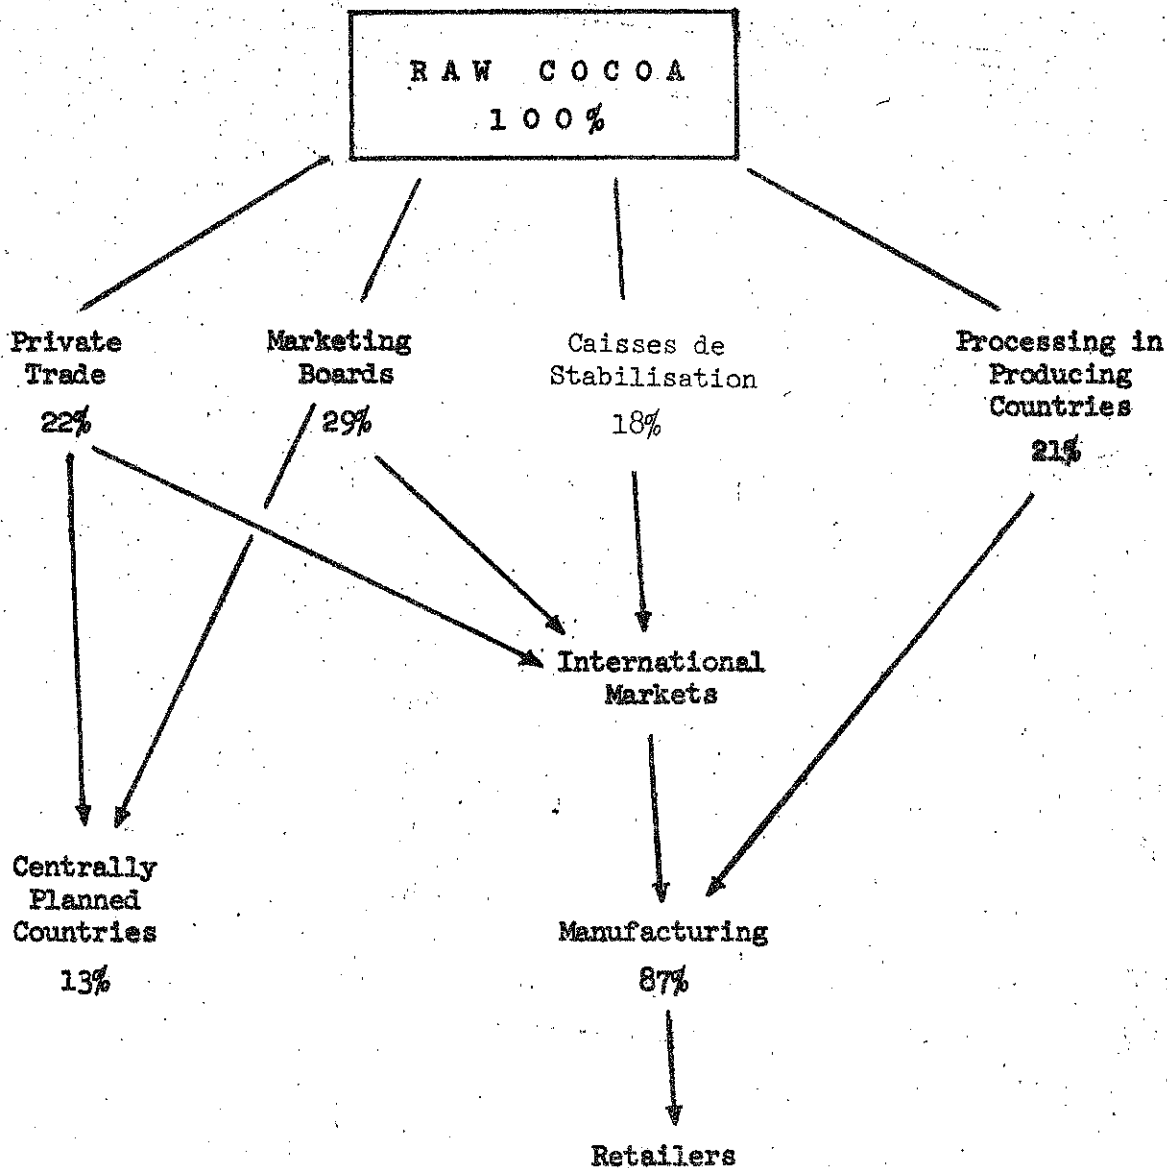 RAW COCOA
100%
Private
Trade
22%
Marketing
Boards
29%
Caisses de
Stabilisation
18%
Processing in
Producing
Countries
21%
International
Markets
Centrally
Planned
Countries
13%
Manufacturing
87%
Retailers